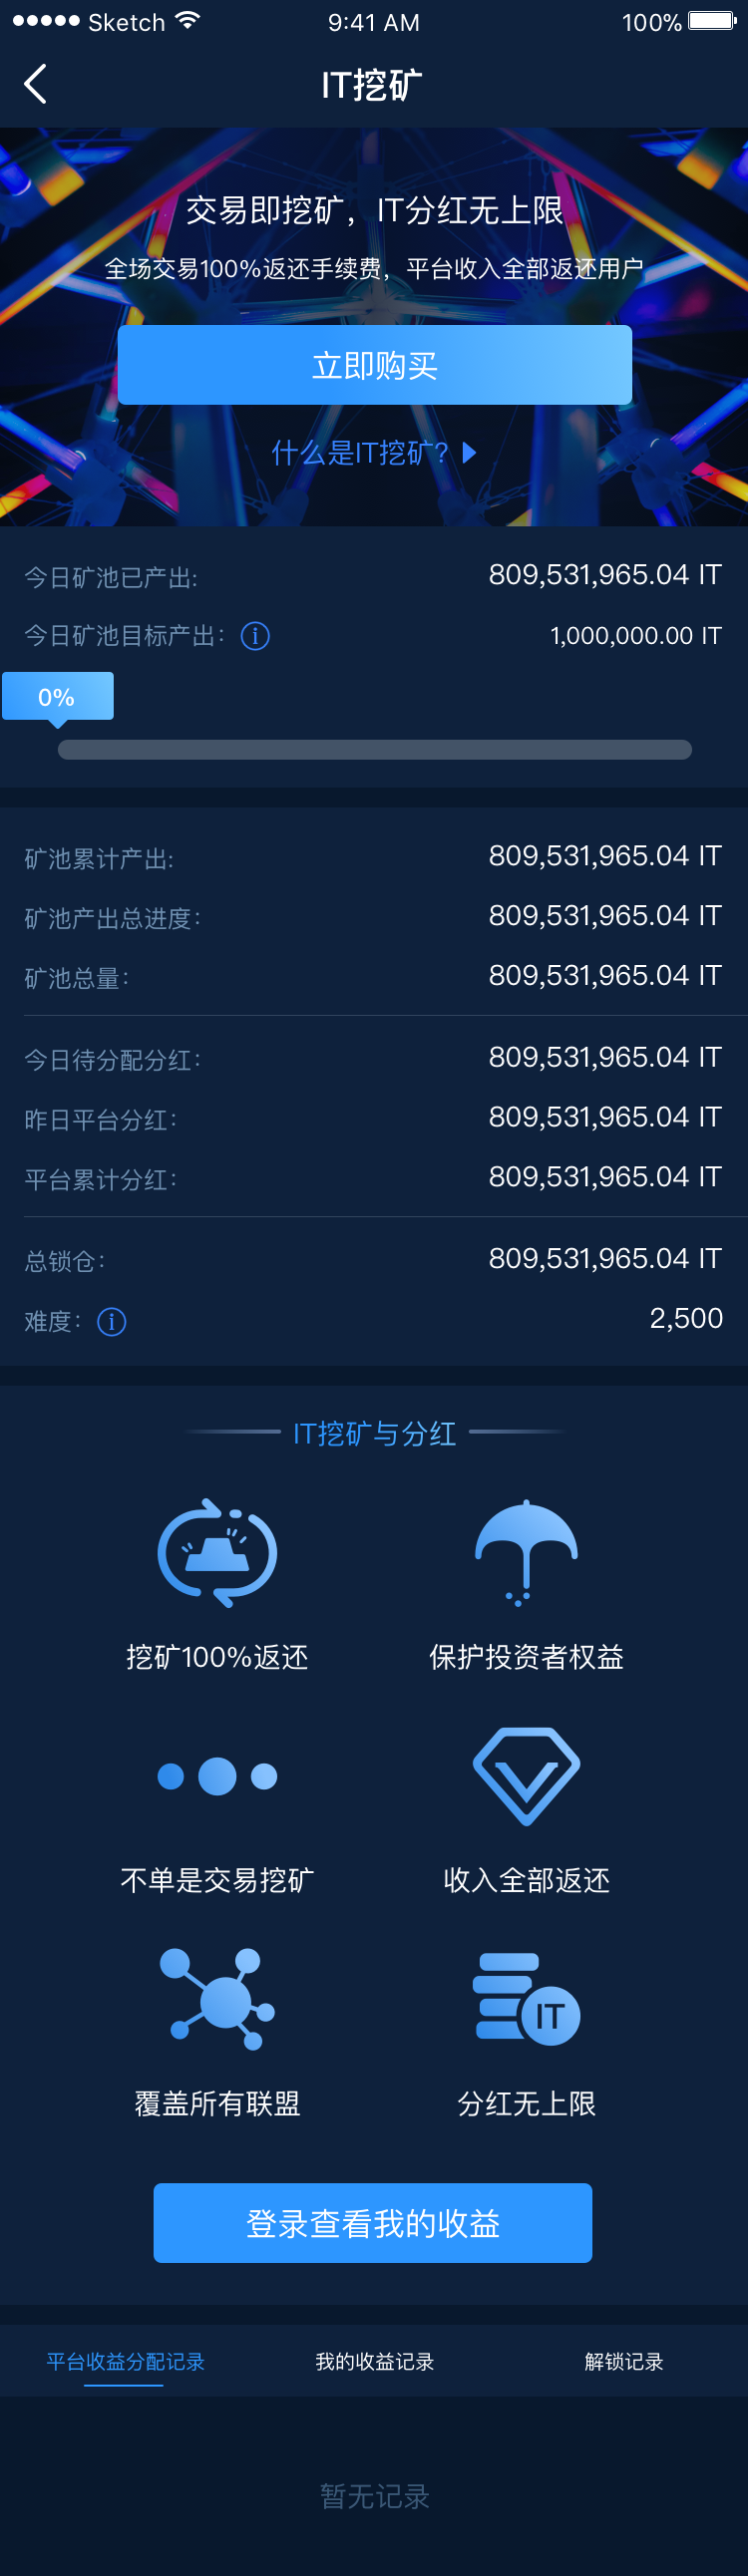 Sketch 9:41 AM 100%
IT挖矿
交易即挖矿，IT分红无上限
全场交易100%返还手续费，平台收入全部返还用户
立即购买
什么是IT挖矿?
今日矿池已产出: 809,531,965.04 IT
今日矿池目标产出： i 1,000,000.00 IT
0%
矿池累计产出: 809,531,965.04 IT
矿池产出总进度： 809,531,965.04 IT
矿池总量： 809,531,965.04 IT
今日待分配分红： 809,531,965.04 IT
昨日平台分红： 809,531,965.04 IT
平台累计分红： 809,531,965.04 IT
总锁仓： 809,531,965.04 IT
难度： i 2,500
IT挖矿与分红
挖矿100%返还 保护投资者权益
不单是交易挖矿 收入全部返还
IT
覆盖所有联盟 分红无上限
登录查看我的收益
平台收益分配记录 我的收益记录 解锁记录
暂无记录